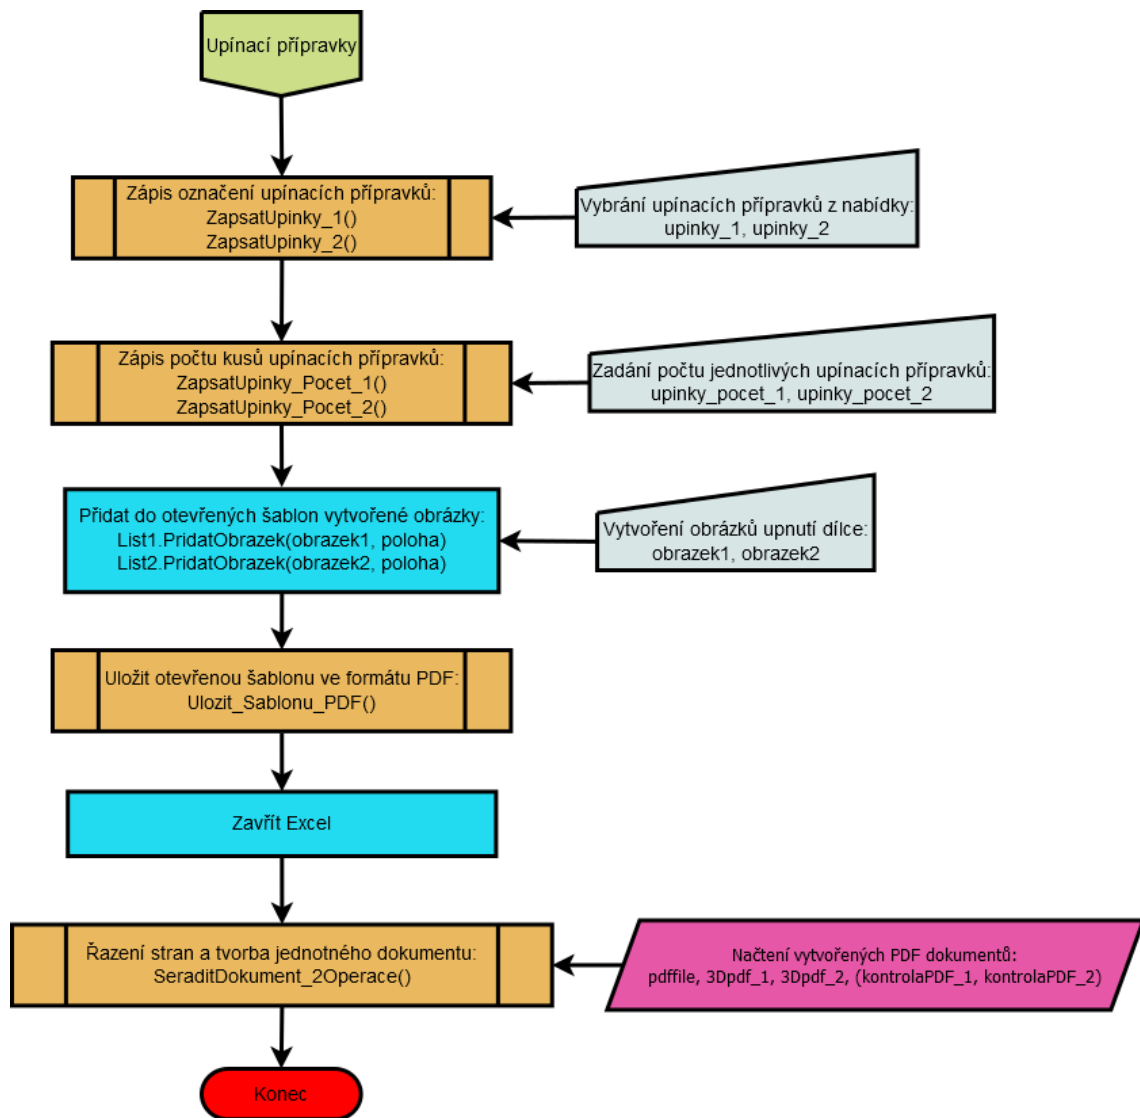 Upínací přípravky
Zápis označení upínacích přípravků:
ZapsatUpinky_1()
ZapsatUpinky_2()
Vybrání upínacích přípravků z nabídky:
upinky_1, upinky_2
Zápis počtu kusů upínacích přípravků:
ZapsatUpinky_Pocet_1()
ZapsatUpinky_Pocet_2()
Zadání počtu jednotlivých upínacích přípravků:
upinky_pocet_1, upinky_pocet_2
Přidat do otevřených šablon vytvořené obrázky:
List1.PridatObrazek(obrazek1, poloha)
List2.PridatObrazek(obrazek2, poloha)
Vytvoření obrázků upnutí dílce:
obrazek1, obrazek2
Uložit otevřenou šablonu ve formátu PDF:
Ulozit_Sablonu_PDF()
Zavřít Excel
Řazení stran a tvorba jednotného dokumentu:
SeraditDokument_2Operace()
Načtení vytvořených PDF dokumentů:
pdffile, 3Dpdf_1, 3Dpdf_2, (kontrolaPDF_1, kontrolaPDF_2)
Konec